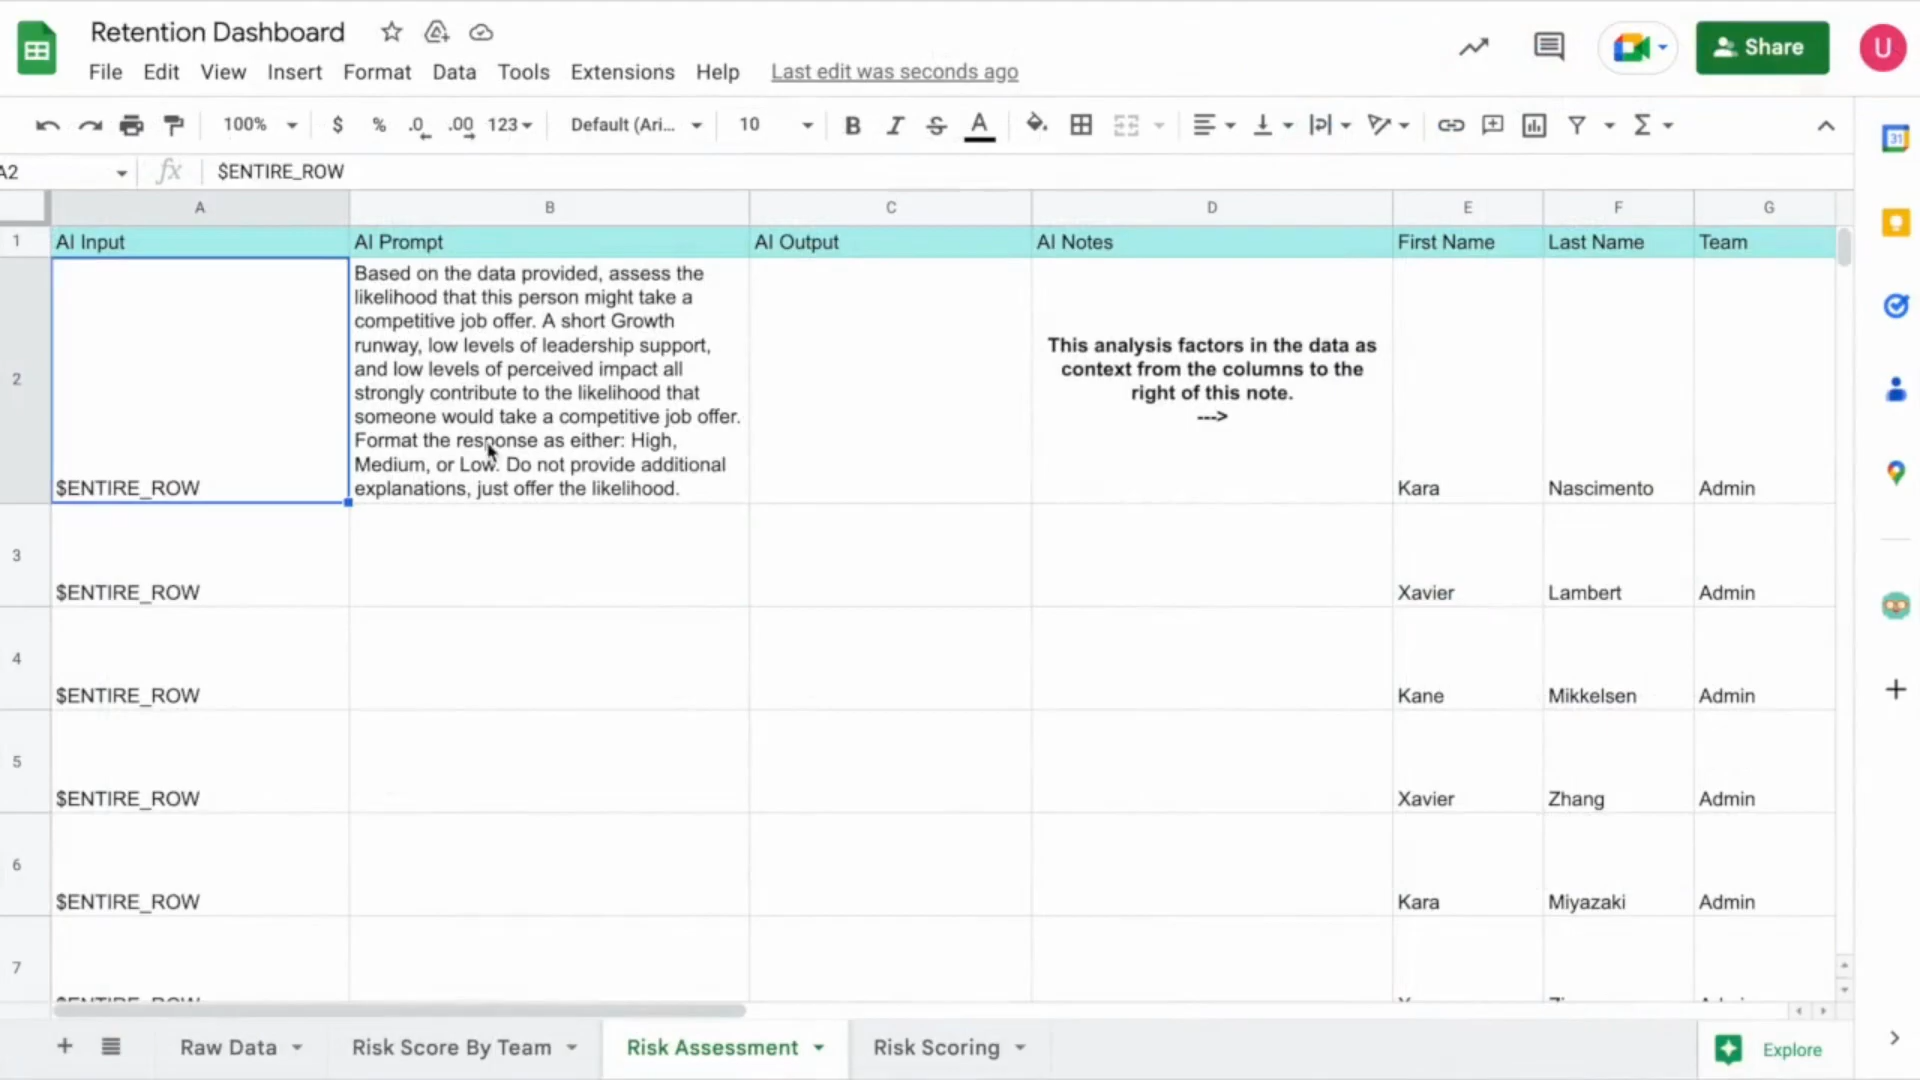 Retention Dashboard
File Edit View Insert Format Data Tools Extensions Help Last edit was seconds ago
Share
U
100% $ % .0 .00 123 Default (Ari... 10 B I S A
31
A2 fx $ENTIRE_ROW
A B C D E F G
1 AI Input AI Prompt AI Output AI Notes First Name Last Name Team
Based on the data provided, assess the
likelihood that this person might take a
competitive job offer. A short Growth
runway, low levels of leadership support,
and low levels of perceived impact all
strongly contribute to the likelihood that
someone would take a competitive job offer.
Format the response as either: High,
Medium, or Low. Do not provide additional
explanations, just offer the likelihood.
This analysis factors in the data as
context from the columns to the
right of this note.
--->
2 $ENTIRE_ROW Kara Nascimento Admin
3 $ENTIRE_ROW Xavier Lambert Admin
4 $ENTIRE_ROW Kane Mikkelsen Admin
5 $ENTIRE_ROW Xavier Zhang Admin
6 $ENTIRE_ROW Kara Miyazaki Admin
7 $ENTIRE_ROW
Raw Data Risk Score By Team Risk Assessment Risk Scoring Explore